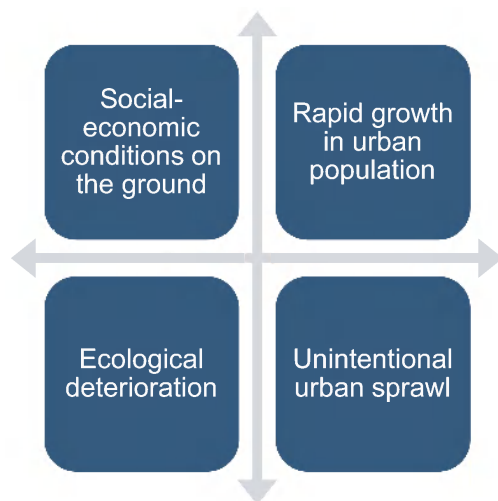 Social-
economic
conditions on
the ground
Rapid growth
in urban
population
Ecological
deterioration
Unintentional
urban sprawl